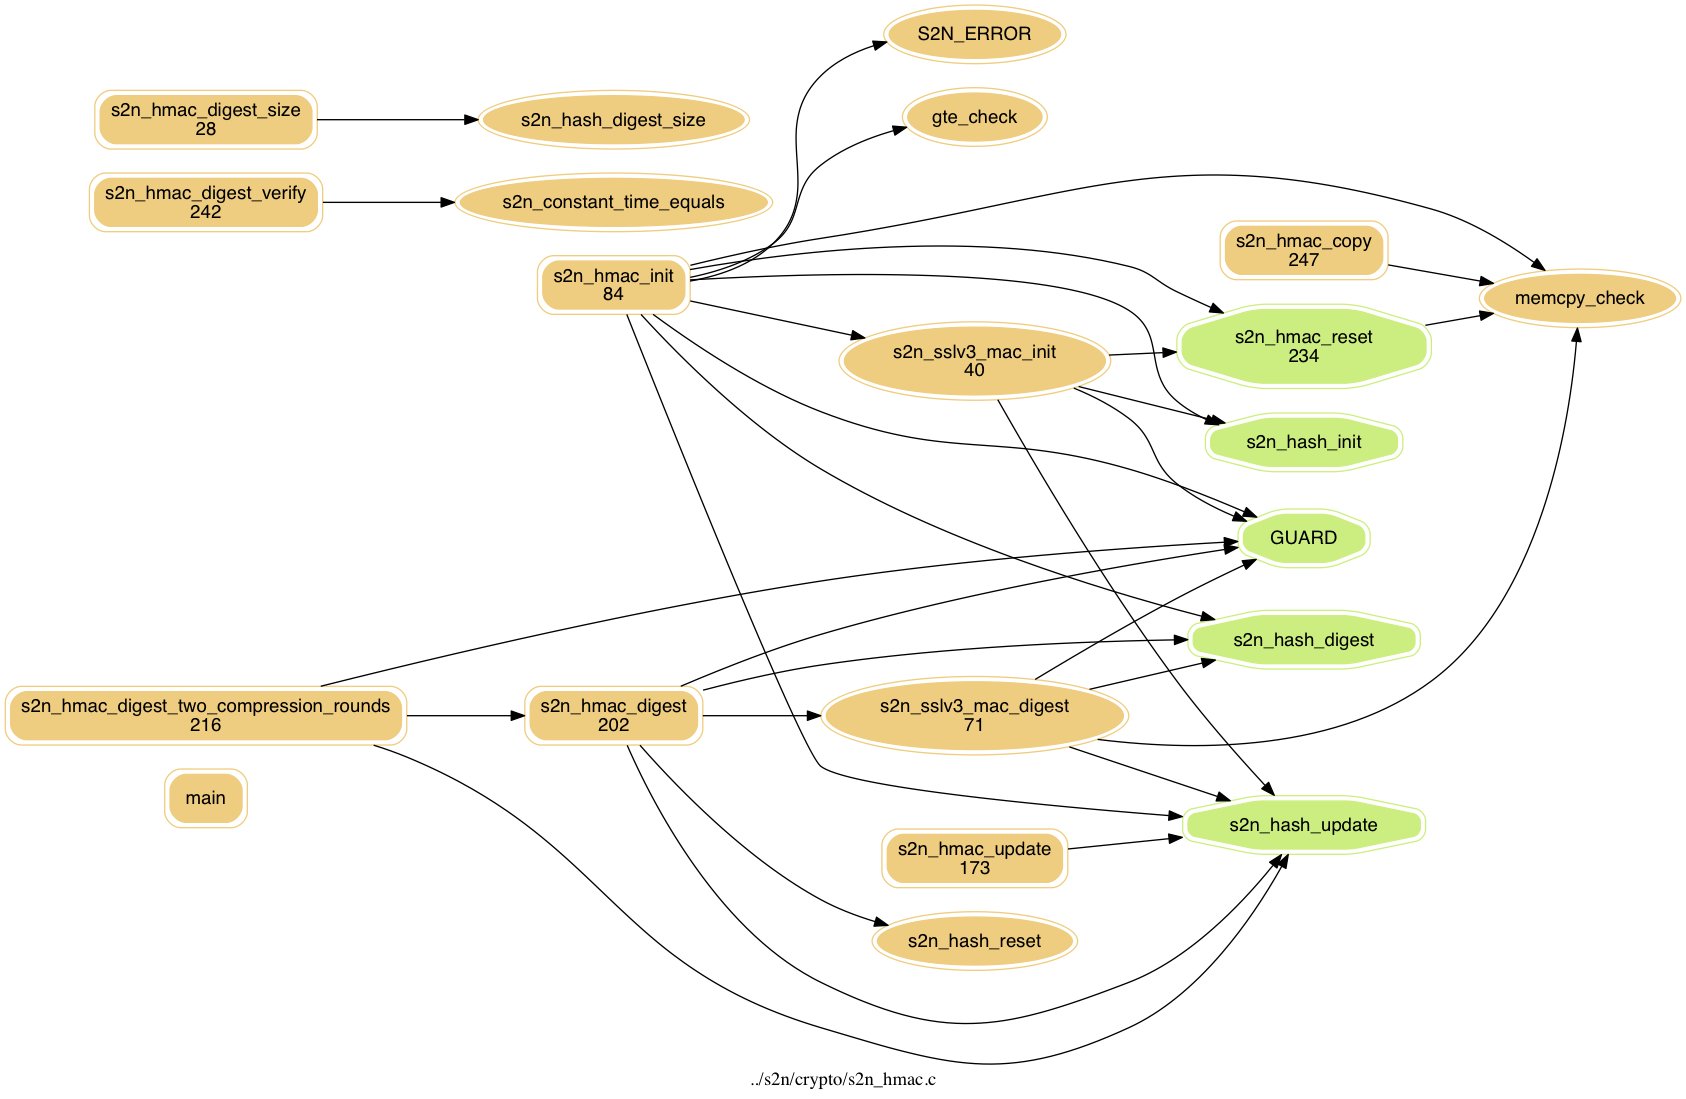 S2N_ERROR
s2n_hmac_digest_size
28
s2n_hash_digest_size
gte_check
s2n_hmac_digest_verify
242
s2n_constant_time_equals
s2n_hmac_init
84
s2n_hmac_copy
247
memcpy_check
s2n_sslv3_mac_init
40
s2n_hmac_reset
234
s2n_hash_init
GUARD
s2n_hash_digest
s2n_hmac_digest_two_compression_rounds
216
s2n_hmac_digest
202
s2n_sslv3_mac_digest
71
main
s2n_hash_update
s2n_hmac_update
173
s2n_hash_reset
../s2n/crypto/s2n_hmac.c